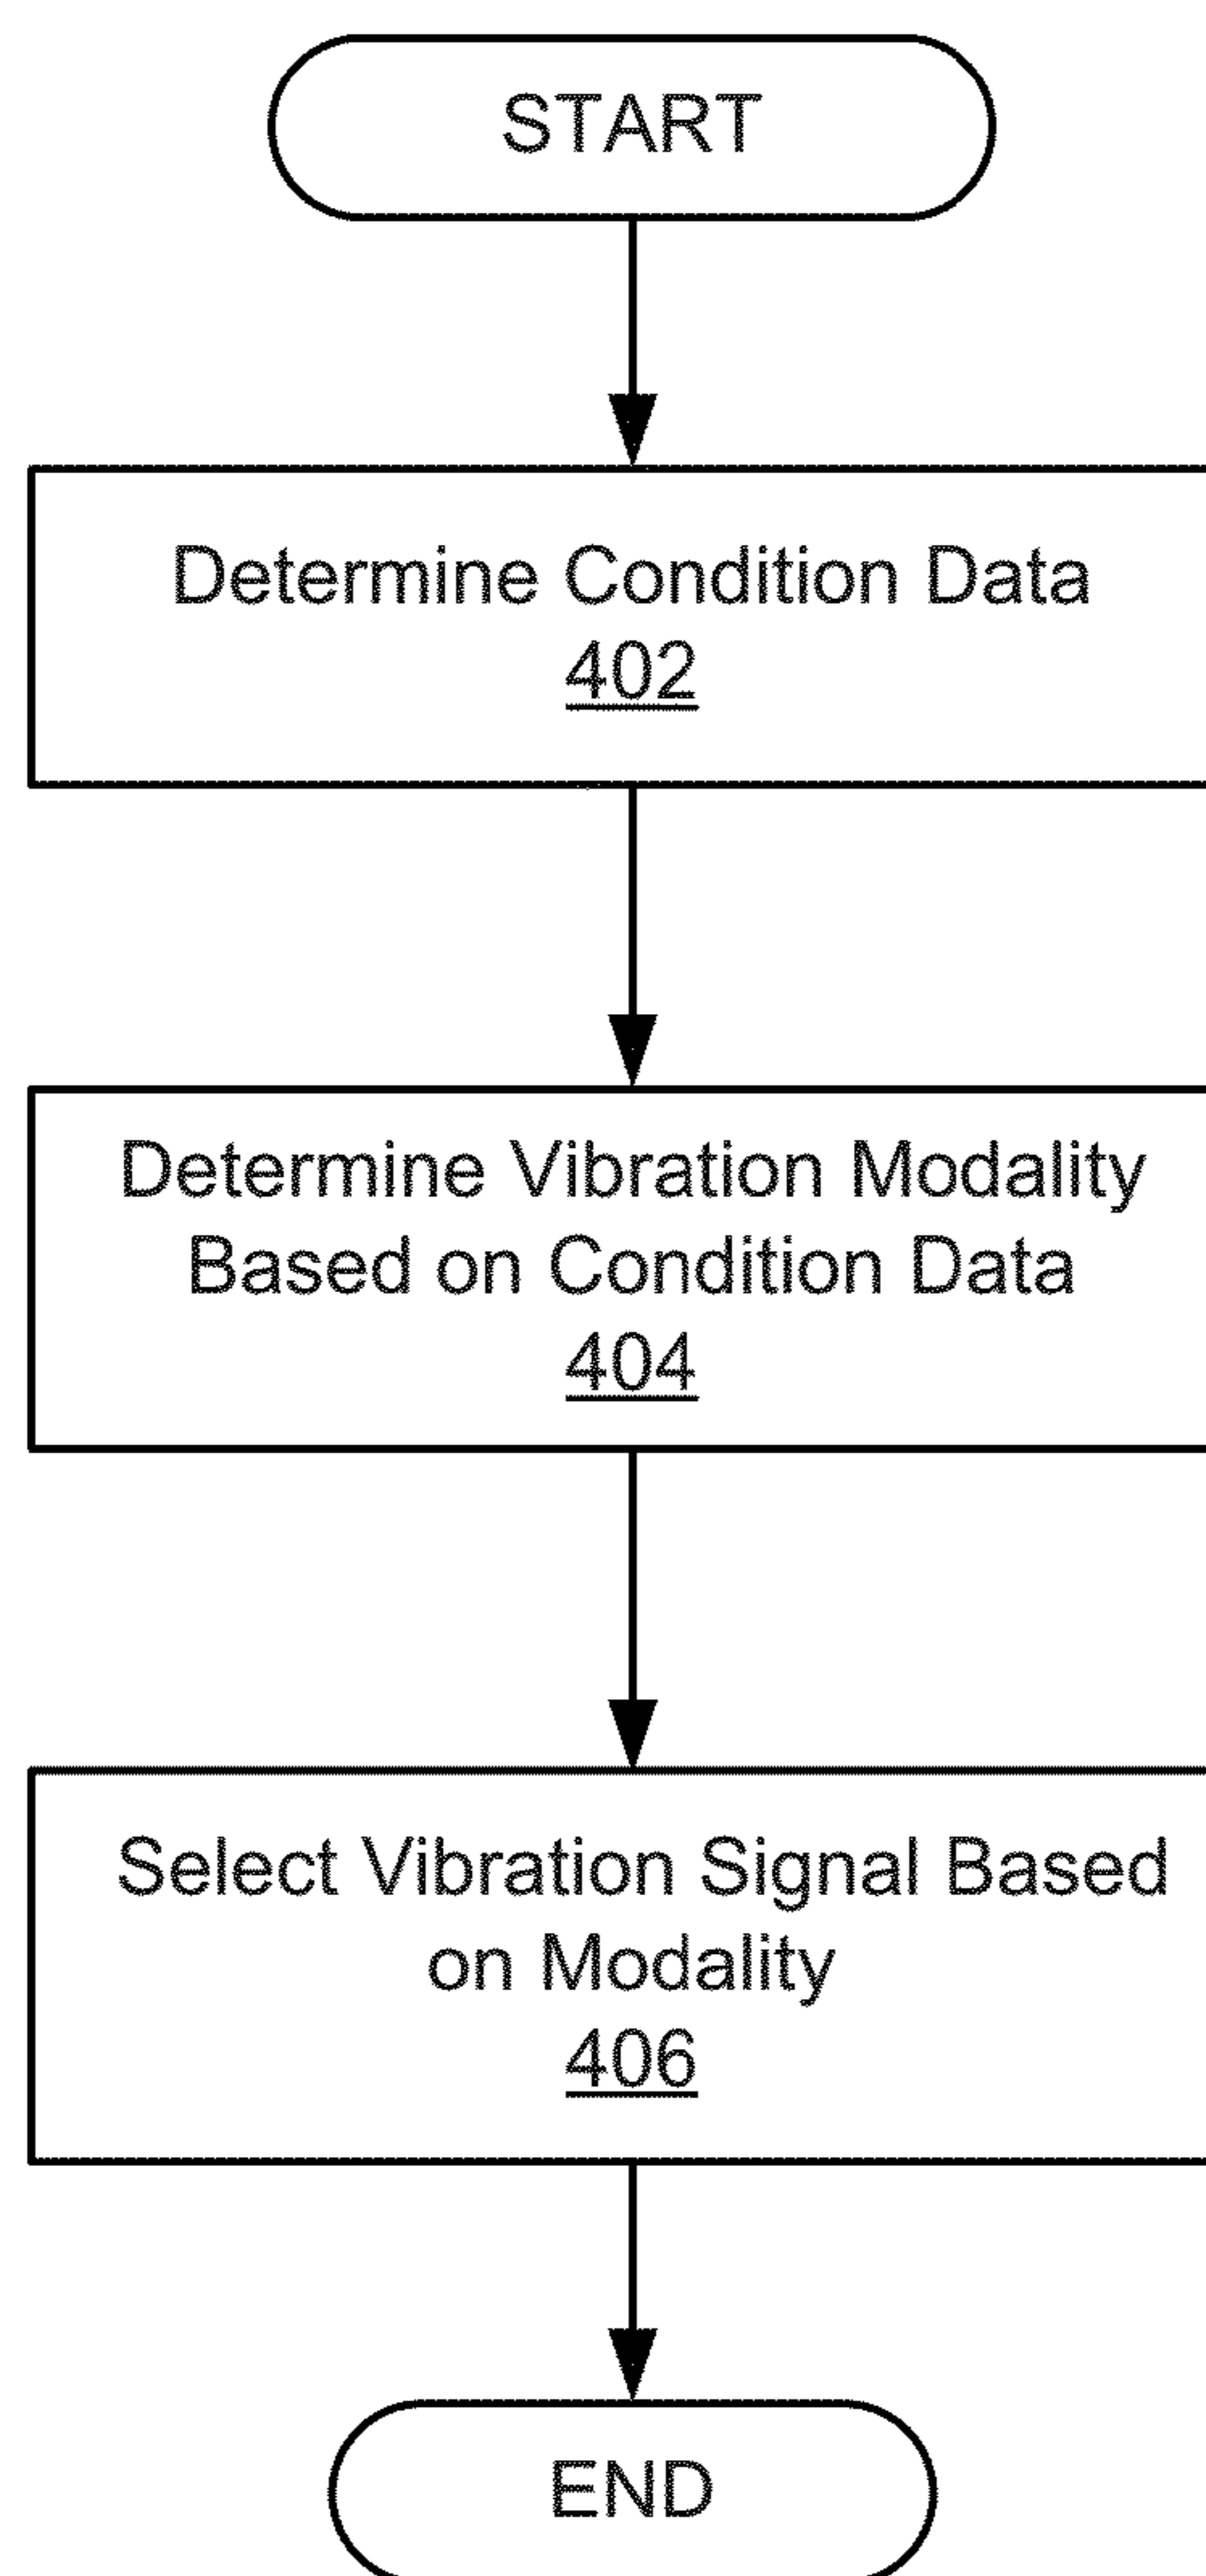 START
Determine Condition Data
402
Determine Vibration Modality
Based on Condition Data
404
Select Vibration Signal Based
on Modality
406
END